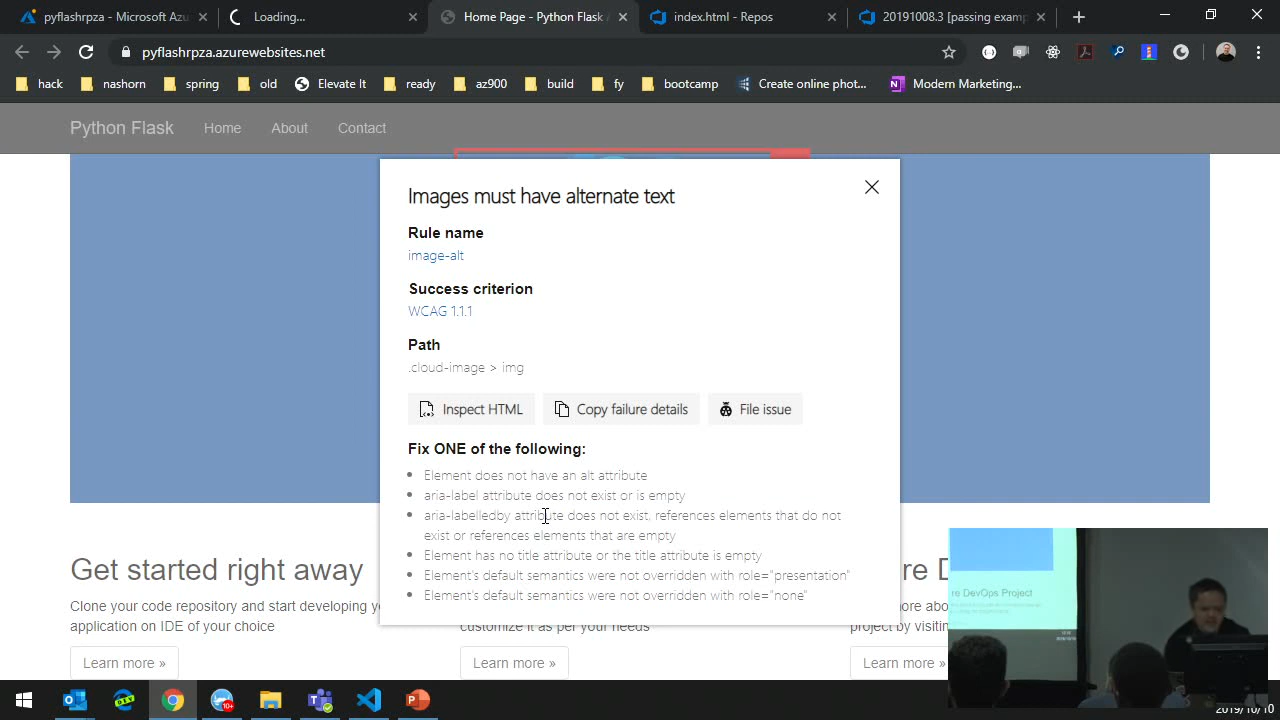 pyflashrpza - Microsoft Azu
Loading...
Home Page - Python Flask A
index.html - Repos
20191008.3 [passing examp
pyflashrpza.azurewebsites.net
hack
nashorn
spring
old
Elevate It
ready
az900
build
fy
bootcamp
Create online phot...
Modern Marketing...
Python Flask
Home
About
Contact
Images must have alternate text
Rule name
image-alt
Success criterion
WCAG 1.1.1
Path
.cloud-image > img
Inspect HTML
Copy failure details
File issue
Fix ONE of the following:
Element does not have an alt attribute
aria-label attribute does not exist or is empty
aria-labelledby attribute does not exist, references elements that do not
exist or references elements that are empty
Element has no title attribute or the title attribute is empty
Element's default semantics were not overridden with role="presentation"
Element's default semantics were not overridden with role="none"
Get started right away
Clone your code repository and start developing y
application on IDE of your choice
Learn more »
customize it as per your needs
Learn more »
re D
ore abo
project by visitin
Learn more »
re DevOps Project
10+
2019/10/10